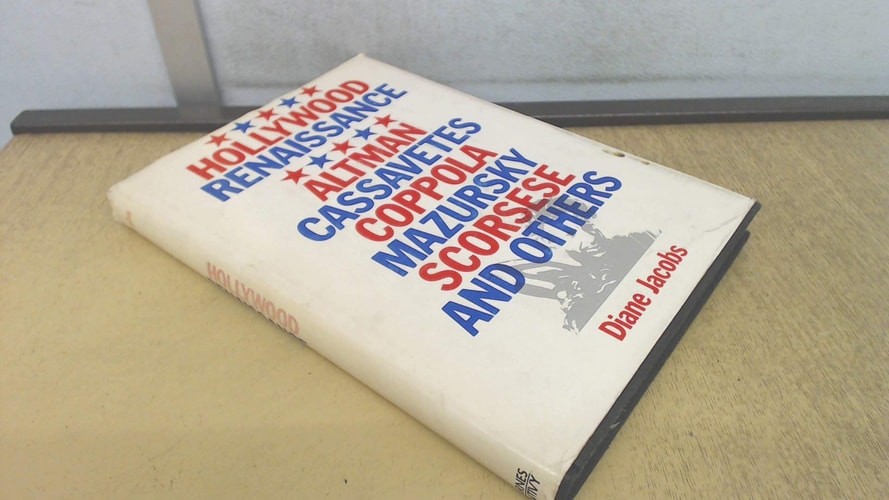 HOLLYWOOD
RENAISSANCE
ALTMAN
CASSAVETES
COPPOLA
MAZURSKY
SCORSESE
AND OTHERS
Diane Jacobs
HOLLYWOOD